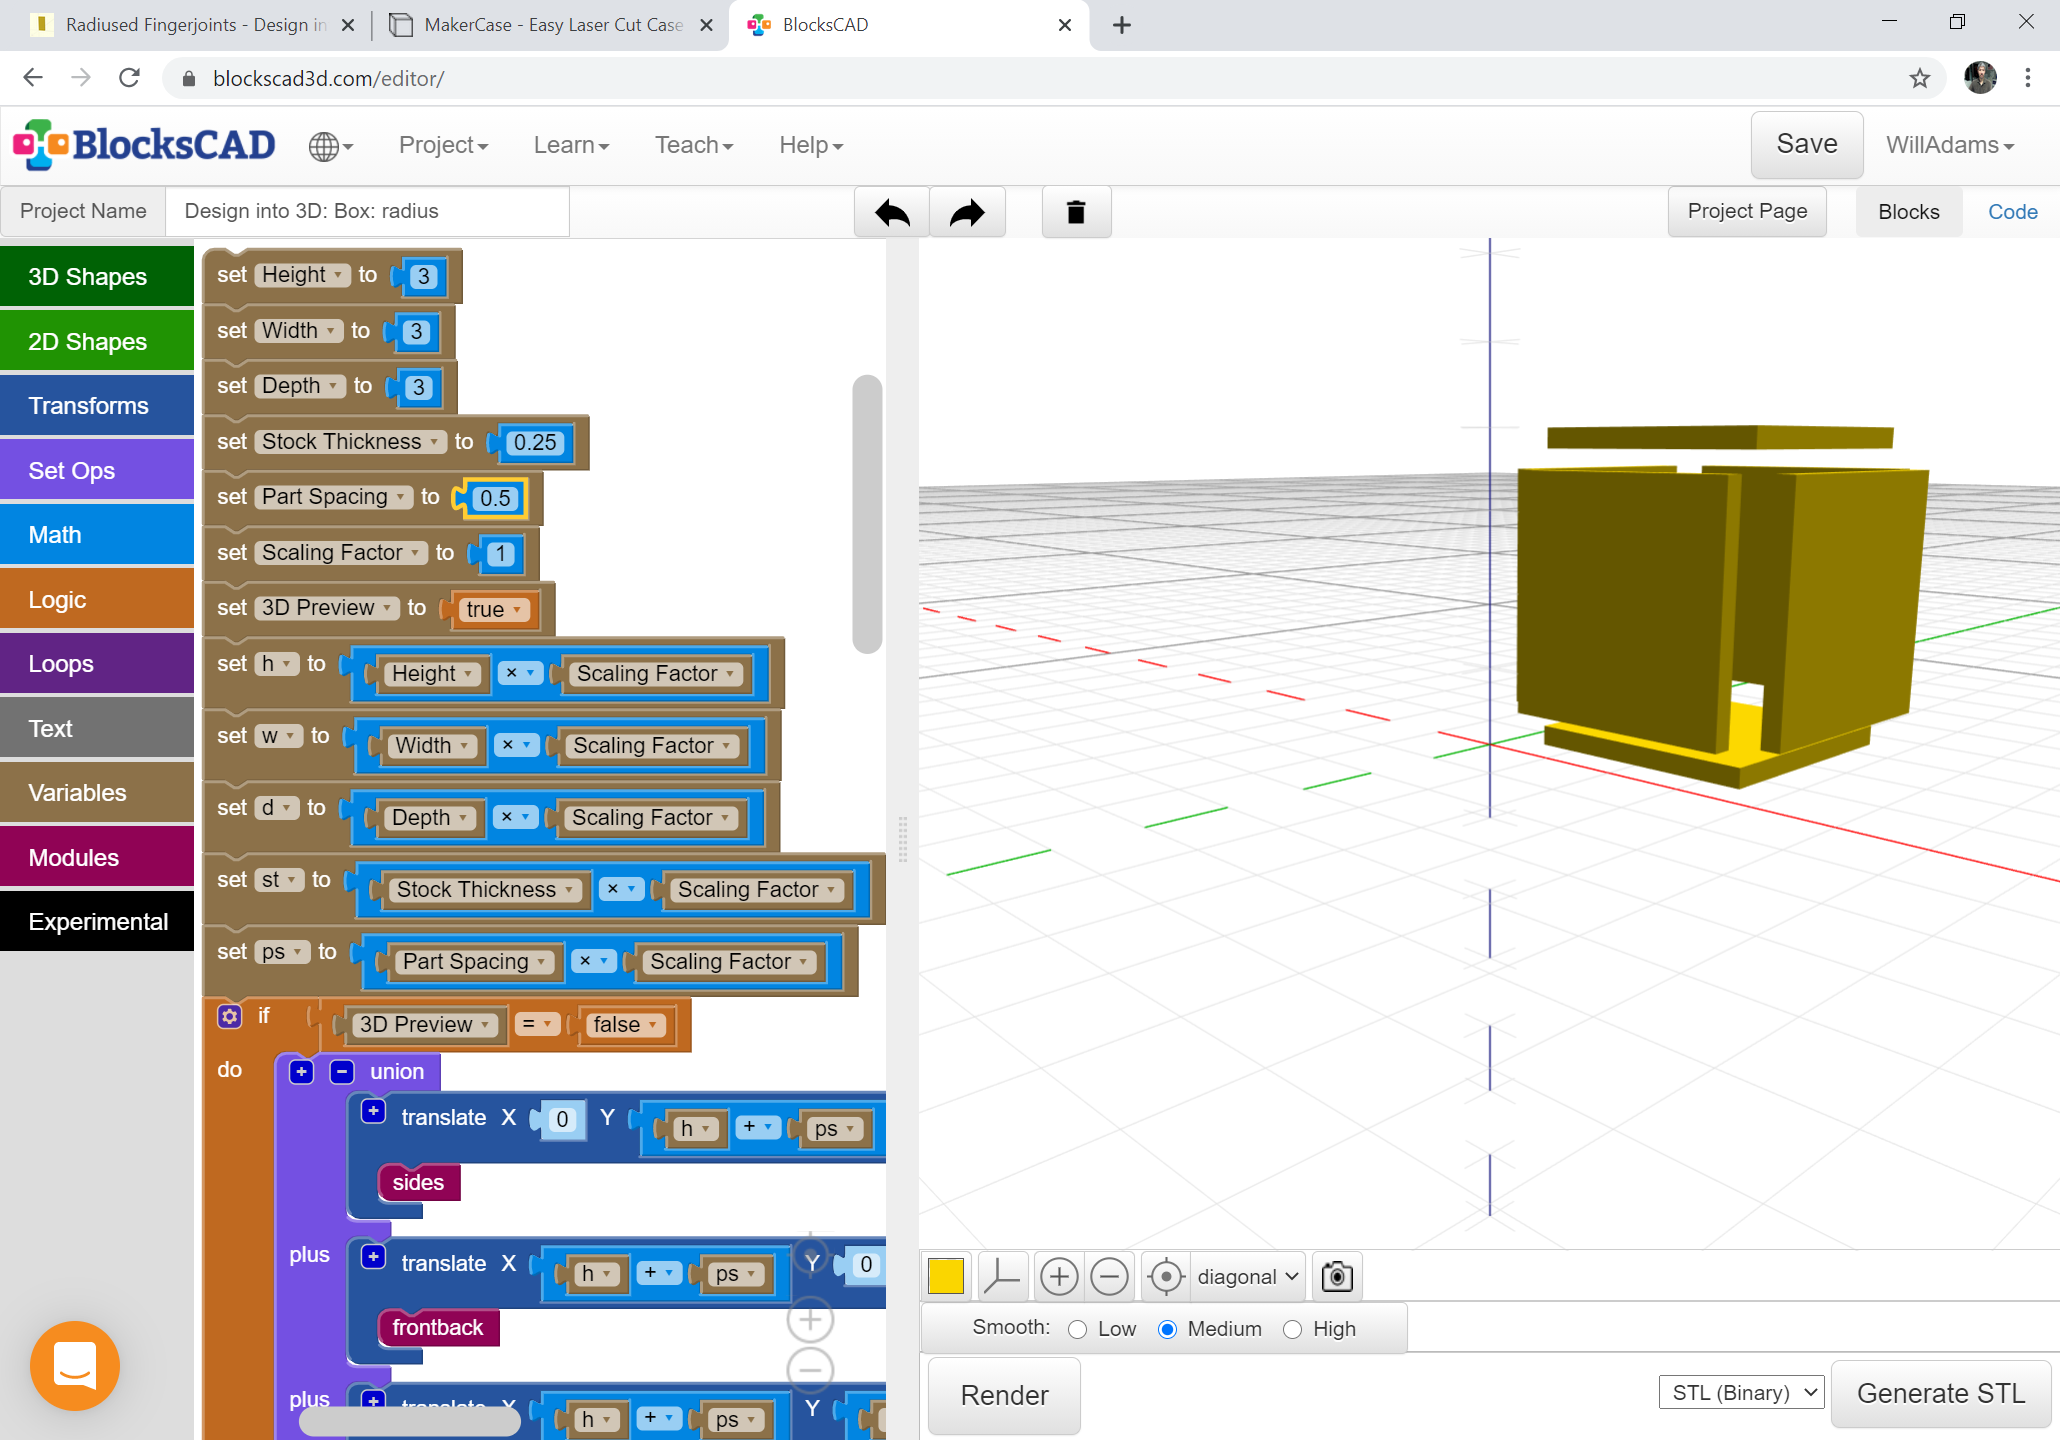 Radiused Fingerjoints - Design in
MakerCase - Easy Laser Cut Case
BlocksCAD
blockscad3d.com/editor/
BlocksCAD
Project
Learn
Teach
Help
Save
WillAdams
Project Name
Design into 3D: Box: radius
Project Page
Blocks
Code
3D Shapes
2D Shapes
Transforms
Set Ops
Math
Logic
Loops
Text
Variables
Modules
Experimental
set Height to 3
set Width to 3
set Depth to 3
set Stock Thickness to 0.25
set Part Spacing to 0.5
set Scaling Factor to 1
set 3D Preview to true
set h to Height × Scaling Factor
set w to Width × Scaling Factor
set d to Depth × Scaling Factor
set st to Stock Thickness × Scaling Factor
set ps to Part Spacing × Scaling Factor
if 3D Preview = false
do + − union
+ translate X 0 Y h + ps
sides
plus + translate X h + ps Y 0
frontback
plus + translate X h + ps Y
diagonal
Smooth: Low Medium High
Render
STL (Binary)
Generate STL